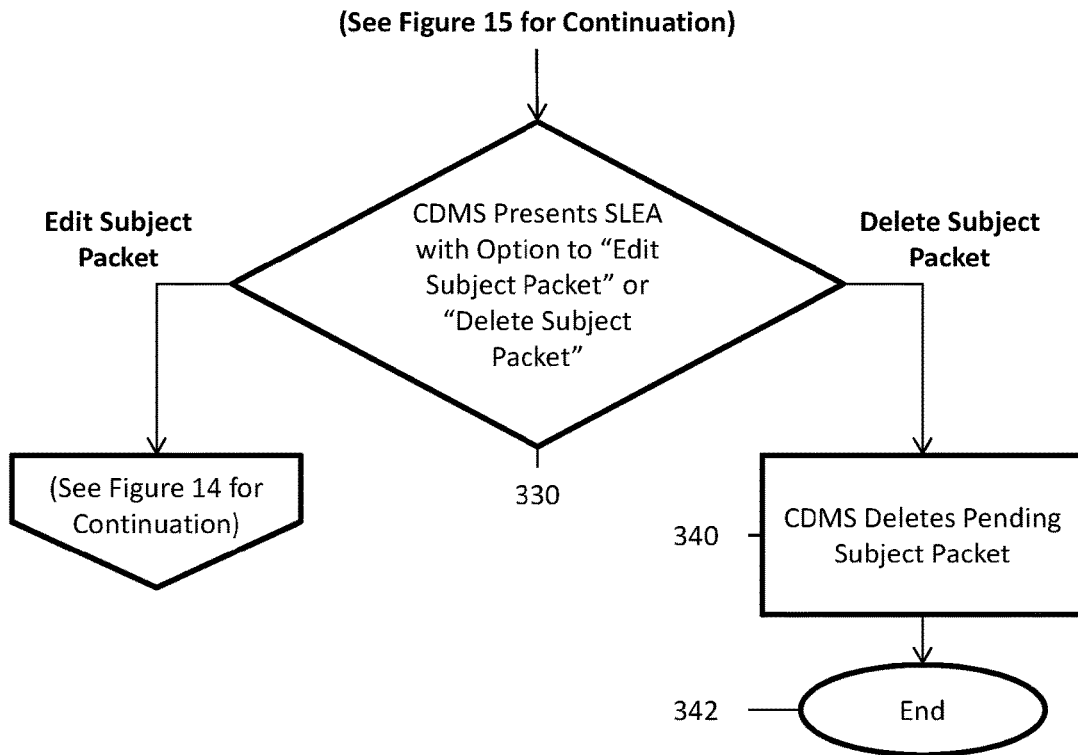 (See Figure 15 for Continuation)
Edit Subject
Packet
CDMS Presents SLEA
with Option to “Edit
Subject Packet” or
“Delete Subject
Packet”
Delete Subject
Packet
(See Figure 14 for
Continuation)
330
340
CDMS Deletes Pending
Subject Packet
342
End